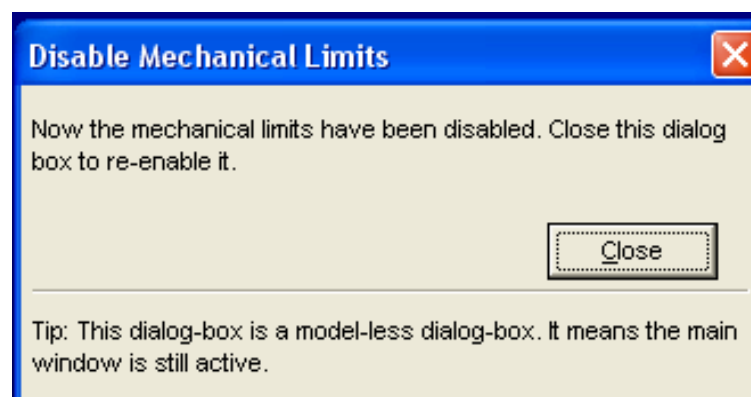 Disable Mechanical Limits
Now the mechanical limits have been disabled. Close this dialog
box to re-enable it.
Close
Tip: This dialog-box is a model-less dialog-box. It means the main
window is still active.